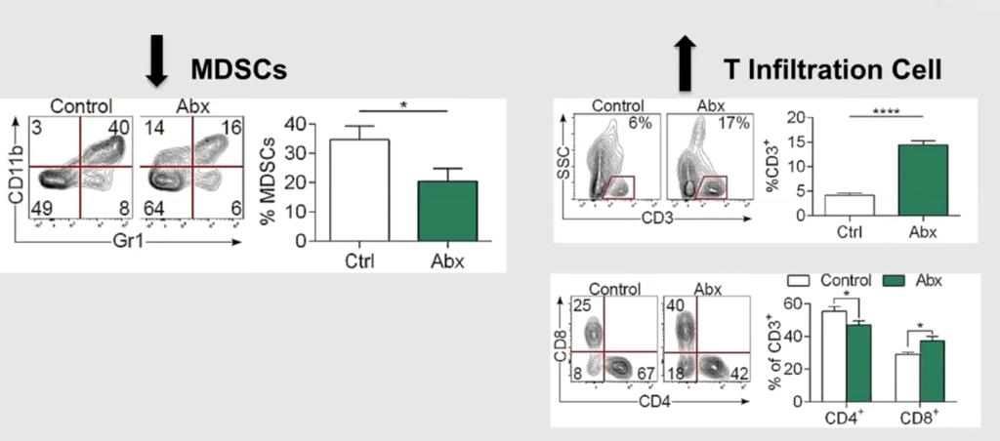 MDSCs
Control Abx
3 40 14 16
CD11b
49 8 64 6
Gr1
*
% MDSCs
40
30
20
10
0
Ctrl Abx
T Infiltration Cell
Control Abx
6% 17%
SSC
CD3
****
%CD3+
20
15
10
5
0
Ctrl Abx
Control Abx
25 40
CD8
8 67 18 42
CD4
Control Abx
* *
% of CD3+
60
40
20
0
CD4+ CD8+